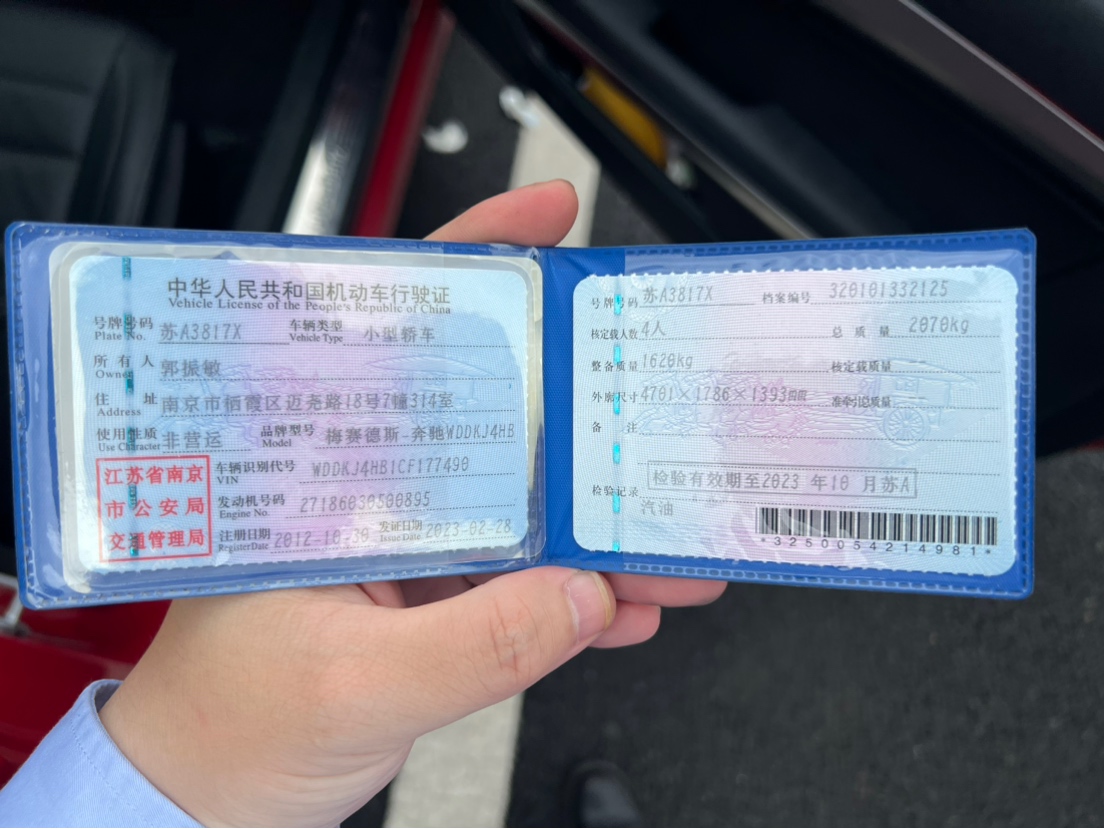 中华人民共和国机动车行驶证
Vehicle License of the People's Republic of China
号牌号码 Plate No. 苏A3817X 车辆类型 Vehicle Type 小型轿车
所有人 Owner 郭振敏
住址 Address 南京市栖霞区迈尧路18号7幢314室
使用性质 Use Character 非营运 品牌型号 Model 梅赛德斯-奔驰WDDKJ4HB
江苏省南京
市公安局
交通管理局
车辆识别代号 VIN WDDKJ4HB1CF177490
发动机号码 Engine No. 27186030500895
注册日期 Register Date 2012-10-30 发证日期 Issue Date 2023-02-28
号牌号码 苏A3817X 档案编号 320101332125
核定载人数 4人 总质量 2070kg
整备质量 1620kg 核定载质量 --
外廓尺寸 4701×1786×1393mm 准牵引总质量 --
备注
检验记录 检验有效期至2023年10月苏A
汽油
*3250054214981*